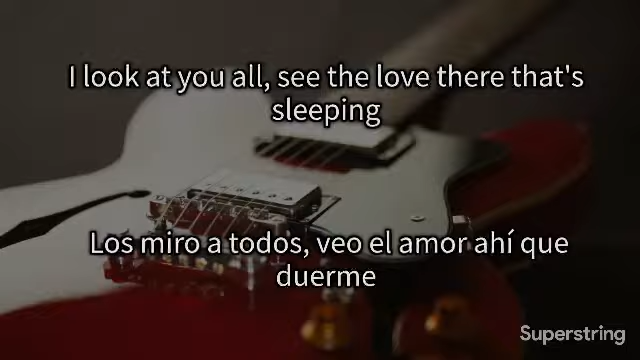 I look at you all, see the love there that's
sleeping
Los miro a todos, veo el amor ahí que
duerme
Superstring